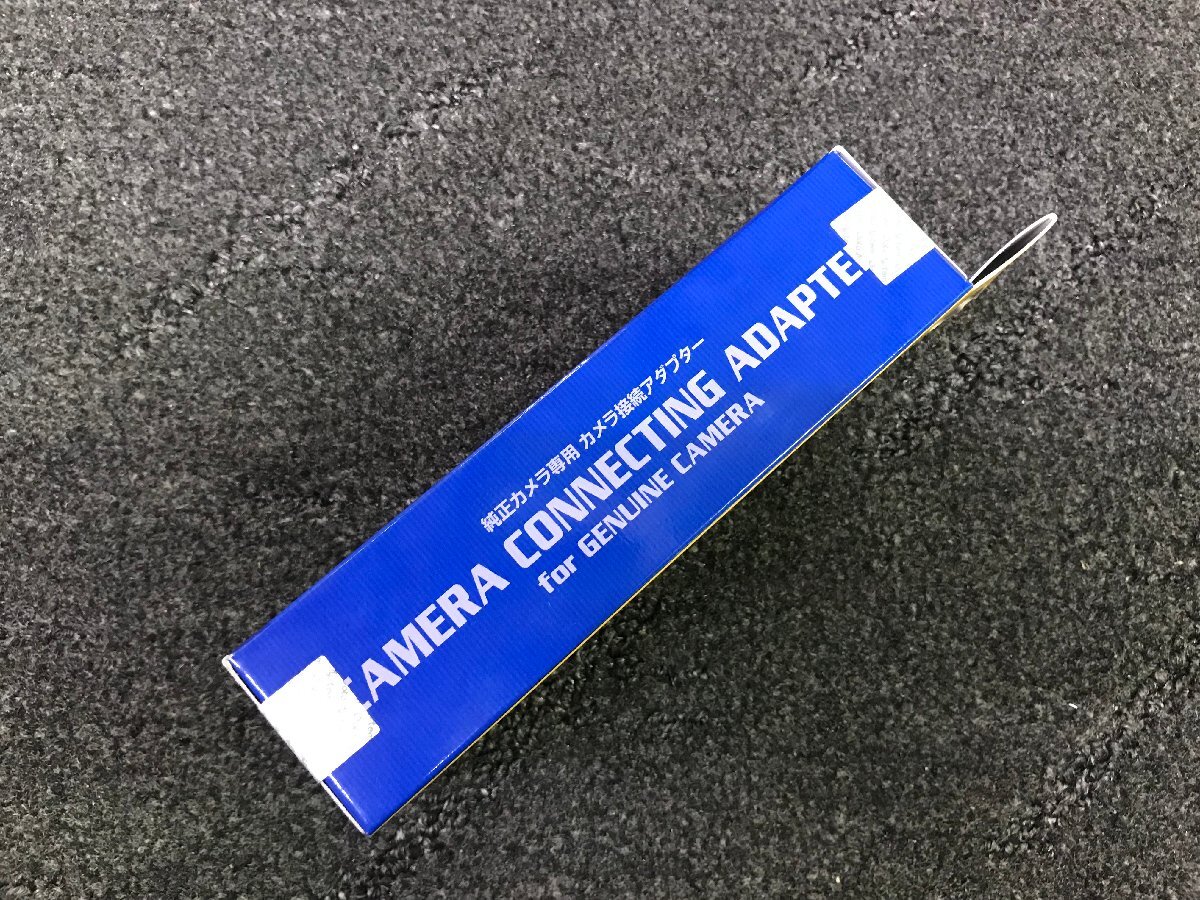 純正カメラ専用 カメラ接続アダプター
CAMERA CONNECTING ADAPTER
for GENUINE CAMERA